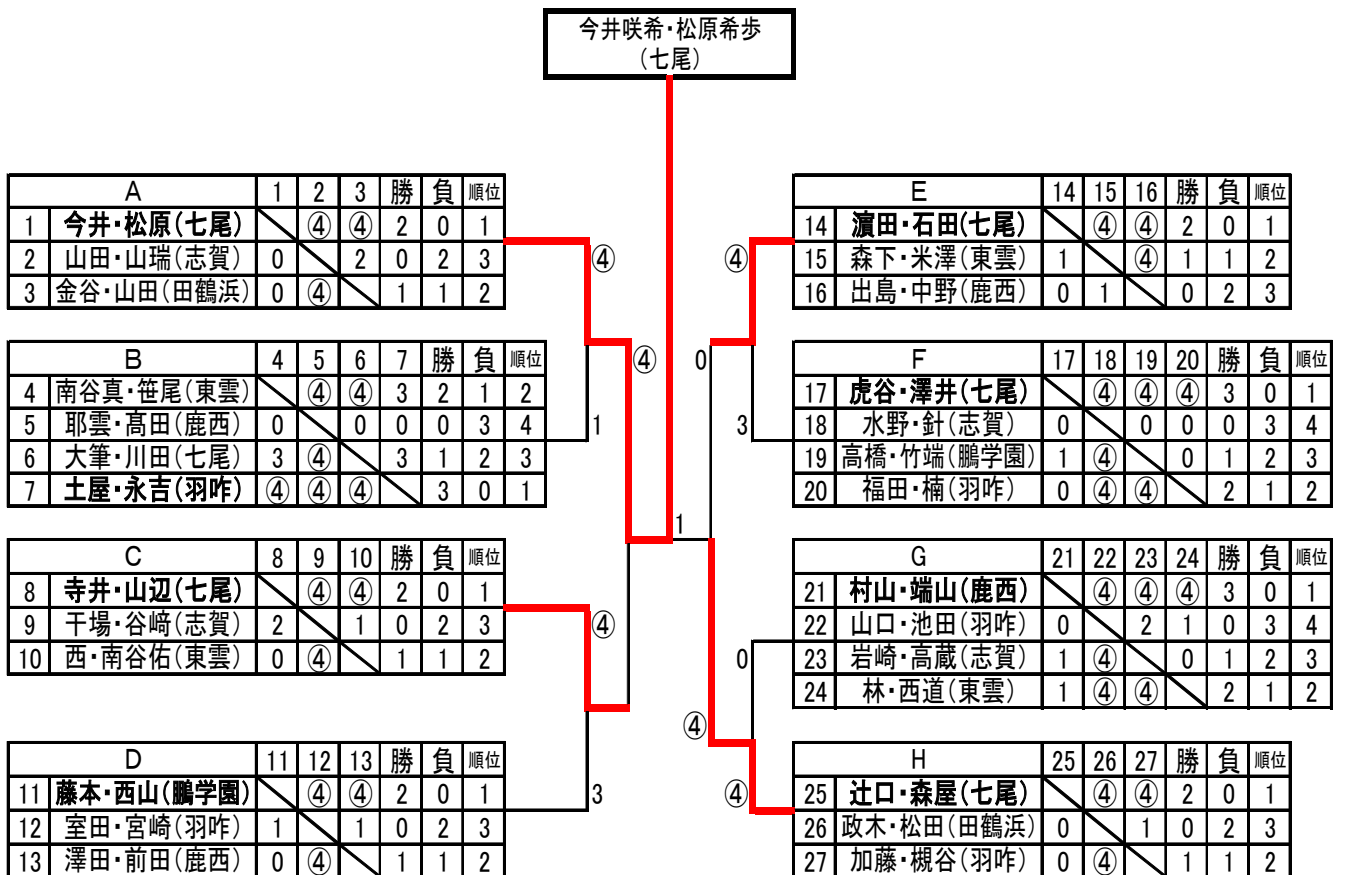 今井咲希・松原希歩
(七尾)
A 1 2 3 勝 負 順位
1 今井・松原(七尾) ④ ④ 2 0 1
2 山田・山瑞(志賀) 0 2 0 2 3
3 金谷・山田(田鶴浜) 0 ④ 1 1 2
B 4 5 6 7 勝 負 順位
4 南谷真・笹尾(東雲) ④ ④ 3 2 1 2
5 耶雲・髙田(鹿西) 0 0 0 0 3 4
6 大筆・川田(七尾) 3 ④ 3 1 2 3
7 土屋・永吉(羽咋) ④ ④ ④ 3 0 1
C 8 9 10 勝 負 順位
8 寺井・山辺(七尾) ④ ④ 2 0 1
9 干場・谷﨑(志賀) 2 1 0 2 3
10 西・南谷佑(東雲) 0 ④ 1 1 2
D 11 12 13 勝 負 順位
11 藤本・西山(鵬学園) ④ ④ 2 0 1
12 室田・宮崎(羽咋) 1 1 0 2 3
13 澤田・前田(鹿西) 0 ④ 1 1 2
④
1
④
④
3
1
④
0
3
0
④
④
E 14 15 16 勝 負 順位
14 濵田・石田(七尾) ④ ④ 2 0 1
15 森下・米澤(東雲) 1 ④ 1 1 2
16 出島・中野(鹿西) 0 1 0 2 3
F 17 18 19 20 勝 負 順位
17 虎谷・澤井(七尾) ④ ④ ④ 3 0 1
18 水野・針(志賀) 0 0 0 0 3 4
19 高橋・竹端(鵬学園) 1 ④ 0 1 2 3
20 福田・楠(羽咋) 0 ④ ④ 2 1 2
G 21 22 23 24 勝 負 順位
21 村山・端山(鹿西) ④ ④ ④ 3 0 1
22 山口・池田(羽咋) 0 2 1 0 3 4
23 岩崎・高蔵(志賀) 1 ④ 0 1 2 3
24 林・西道(東雲) 1 ④ ④ 2 1 2
H 25 26 27 勝 負 順位
25 辻口・森屋(七尾) ④ ④ 2 0 1
26 政木・松田(田鶴浜) 0 1 0 2 3
27 加藤・槻谷(羽咋) 0 ④ 1 1 2